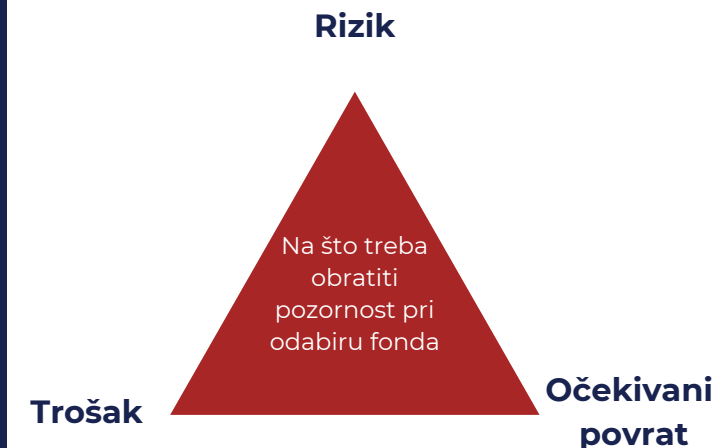 Rizik
Na što treba
obratiti
pozornost pri
odabiru fonda
Trošak
Očekivani
povrat